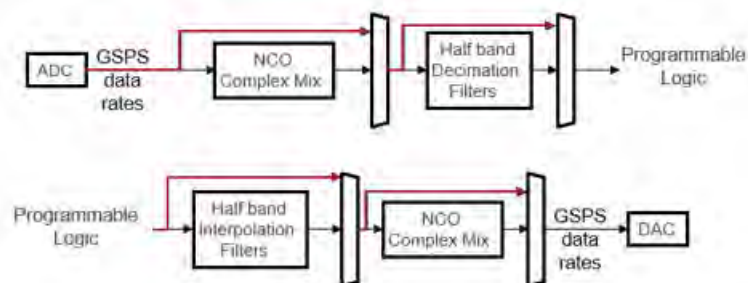 ADC
GSPS
data
rates
NCO
Complex Mix
Half band
Decimation
Filters
Programmable
Logic
Programmable
Logic
Half band
Interpolation
Filters
NCO
Complex Mix
GSPS
data
rates
DAC